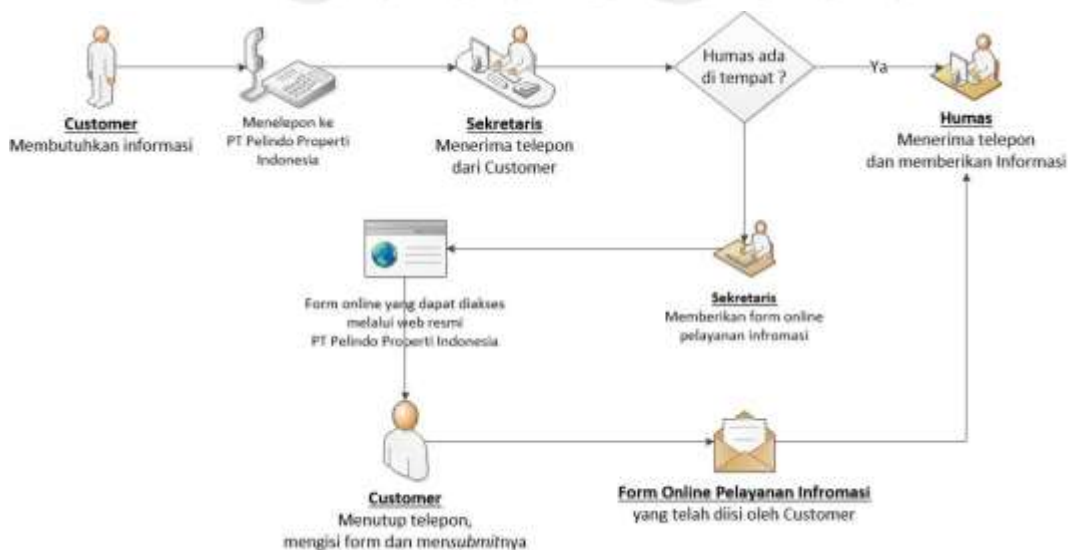 Customer
Membutuhkan informasi
Menelepon ke
PT Pelindo Properti
Indonesia
Sekretaris
Menerima telepon
dari Customer
Humas ada
di tempat ?
Ya
Humas
Menerima telepon
dan memberikan Informasi
Sekretaris
Memberikan form online
pelayanan infromasi
Form online yang dapat diakses
melalui web resmi
PT Pelindo Properti Indonesia
Customer
Menutup telepon,
mengisi form dan mensubmitnya
Form Online Pelayanan Infromasi
yang telah diisi oleh Customer